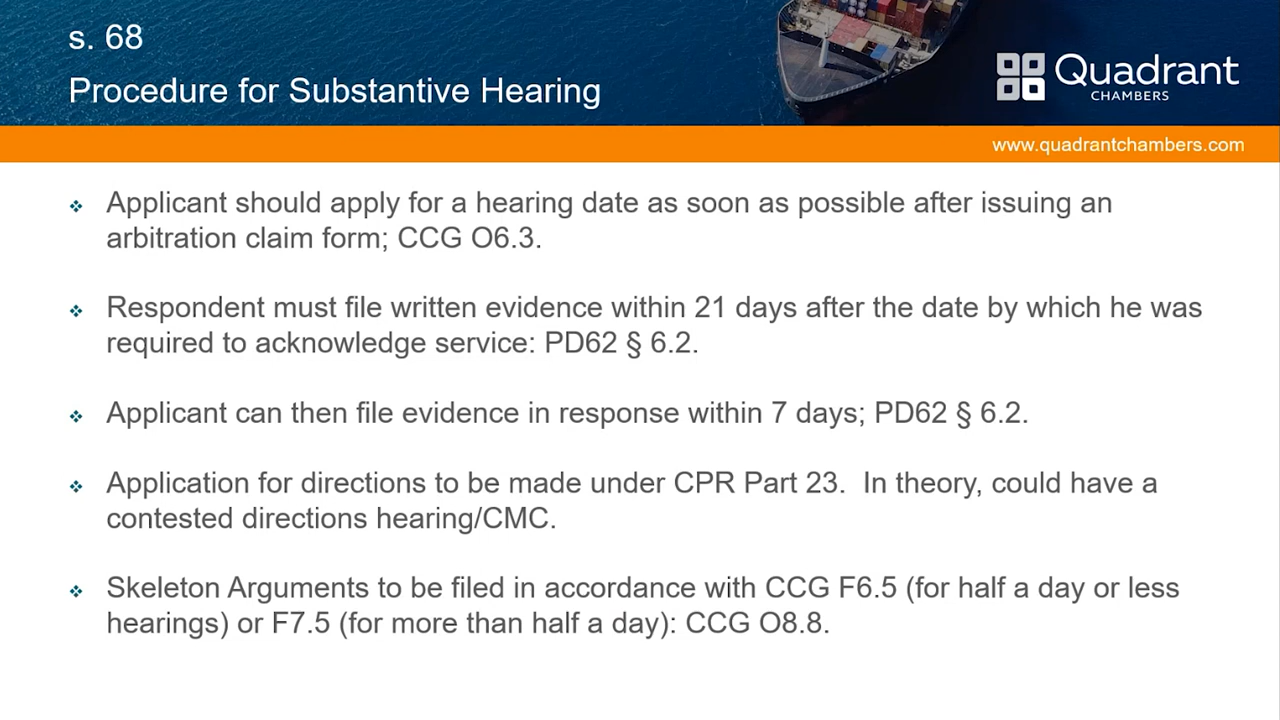 s. 68
Procedure for Substantive Hearing
Quadrant
CHAMBERS
www.quadrantchambers.com
Applicant should apply for a hearing date as soon as possible after issuing an
arbitration claim form; CCG O6.3.
Respondent must file written evidence within 21 days after the date by which he was
required to acknowledge service: PD62 § 6.2.
Applicant can then file evidence in response within 7 days; PD62 § 6.2.
Application for directions to be made under CPR Part 23.  In theory, could have a
contested directions hearing/CMC.
Skeleton Arguments to be filed in accordance with CCG F6.5 (for half a day or less
hearings) or F7.5 (for more than half a day): CCG O8.8.